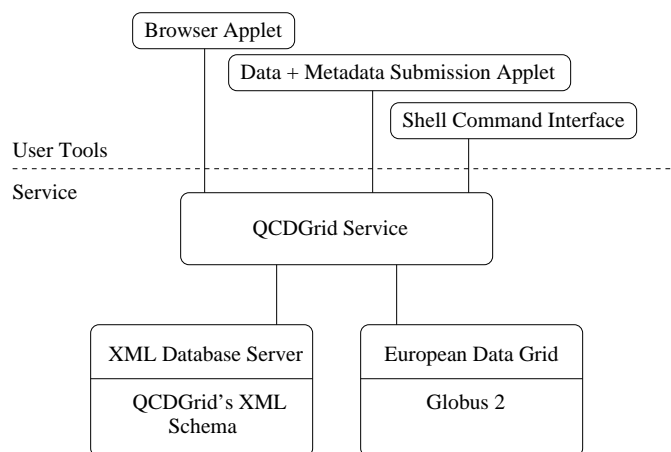 Browser Applet
Data + Metadata Submission Applet
Shell Command Interface
User Tools
Service
QCDGrid Service
XML Database Server
European Data Grid
QCDGrid's XML
Schema
Globus 2